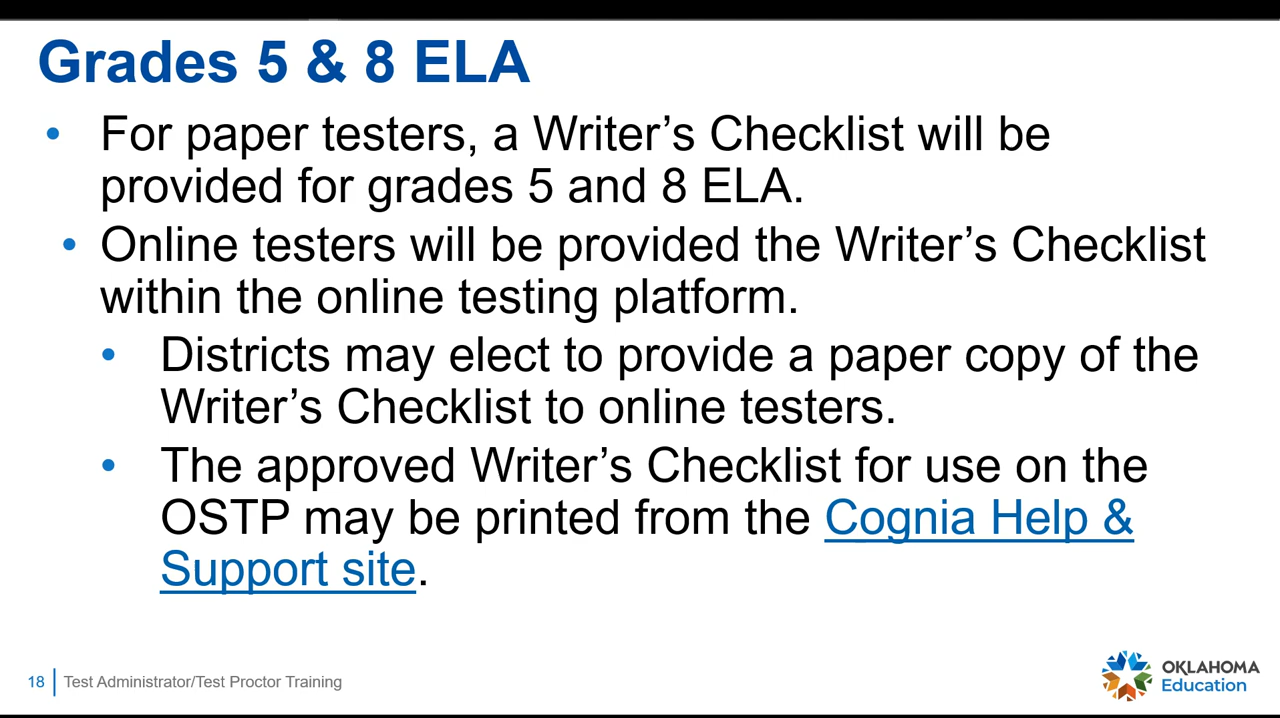 Grades 5 & 8 ELA
• For paper testers, a Writer’s Checklist will be
provided for grades 5 and 8 ELA.
• Online testers will be provided the Writer’s Checklist
within the online testing platform.
• Districts may elect to provide a paper copy of the
Writer’s Checklist to online testers.
• The approved Writer’s Checklist for use on the
OSTP may be printed from the Cognia Help &
Support site.
18 Test Administrator/Test Proctor Training
OKLAHOMA
Education